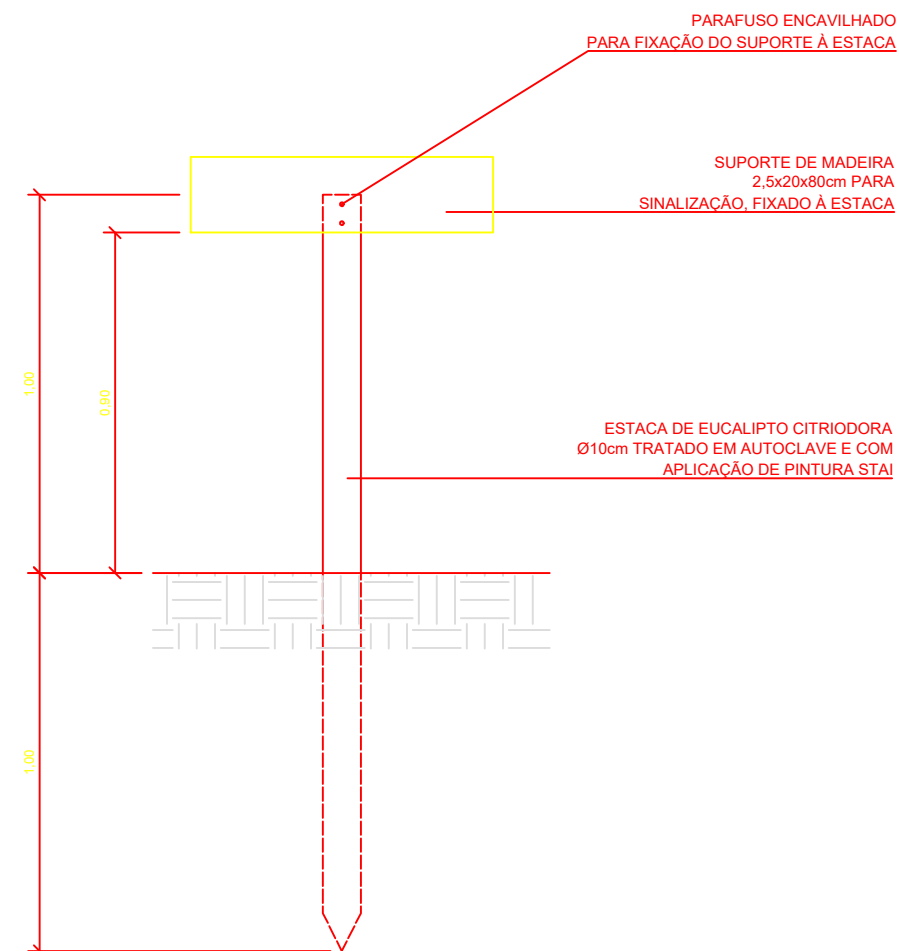 PARAFUSO ENCAVILHADO
PARA FIXAÇÃO DO SUPORTE À ESTACA
SUPORTE DE MADEIRA
2,5x20x80cm PARA
SINALIZAÇÃO, FIXADO À ESTACA
1,00
0,90
ESTACA DE EUCALIPTO CITRIODORA
Ø10cm TRATADO EM AUTOCLAVE E COM
APLICAÇÃO DE PINTURA STAI
1,00